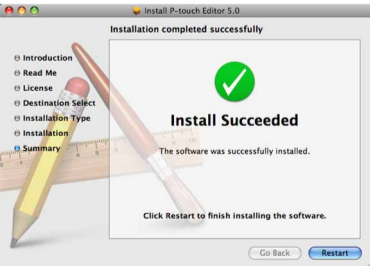 Install P-touch Editor 5.0
Installation completed successfully
Introduction
Read Me
License
Destination Select
Installation Type
Installation
Summary
Install Succeeded
The software was successfully installed.
Click Restart to finish installing the software.
Go Back
Restart